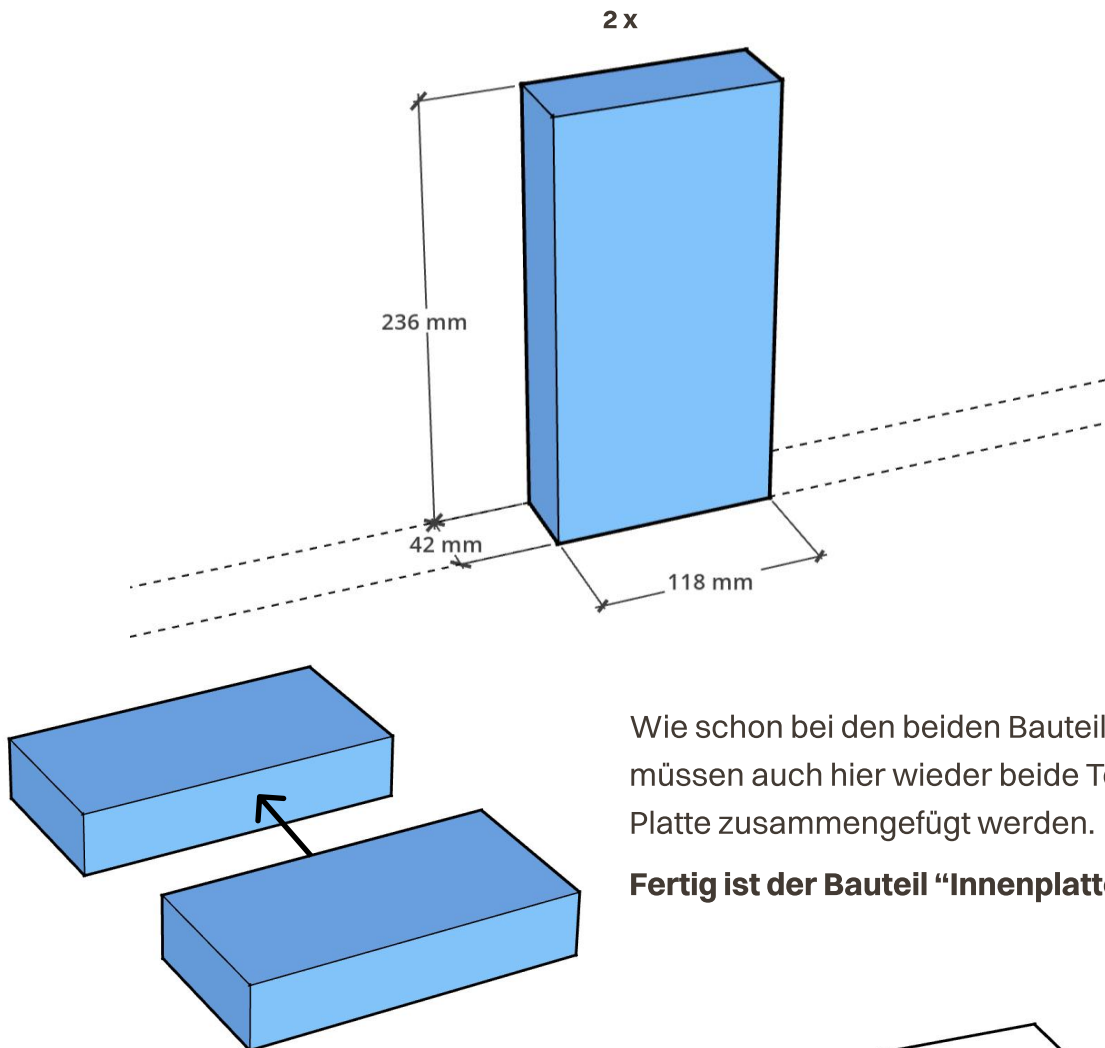 2 x
236 mm
42 mm
118 mm
Wie schon bei den beiden Bauteil
müssen auch hier wieder beide T
Platte zusammengefügt werden.
Fertig ist der Bauteil “Innenplatt